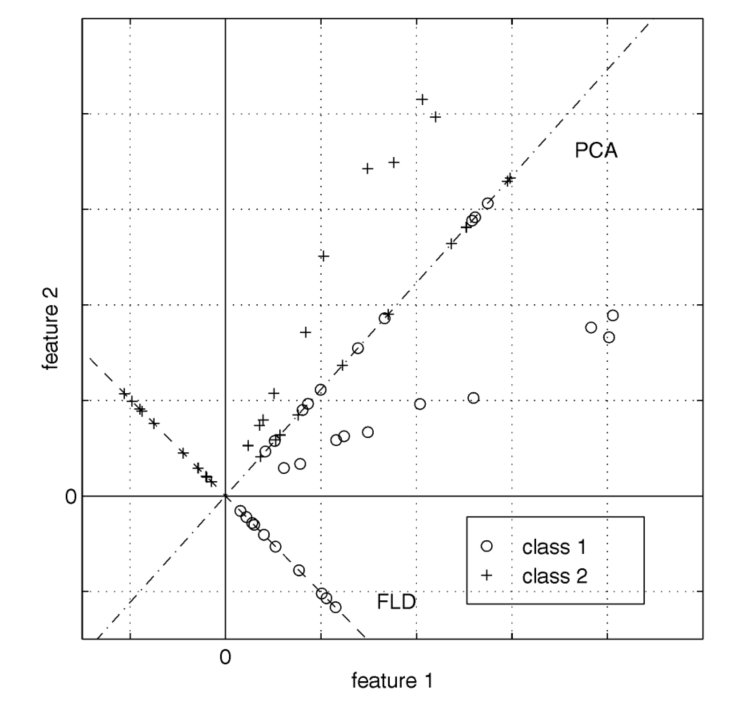 PCA
feature 2
0
class 1
class 2
FLD
0
feature 1